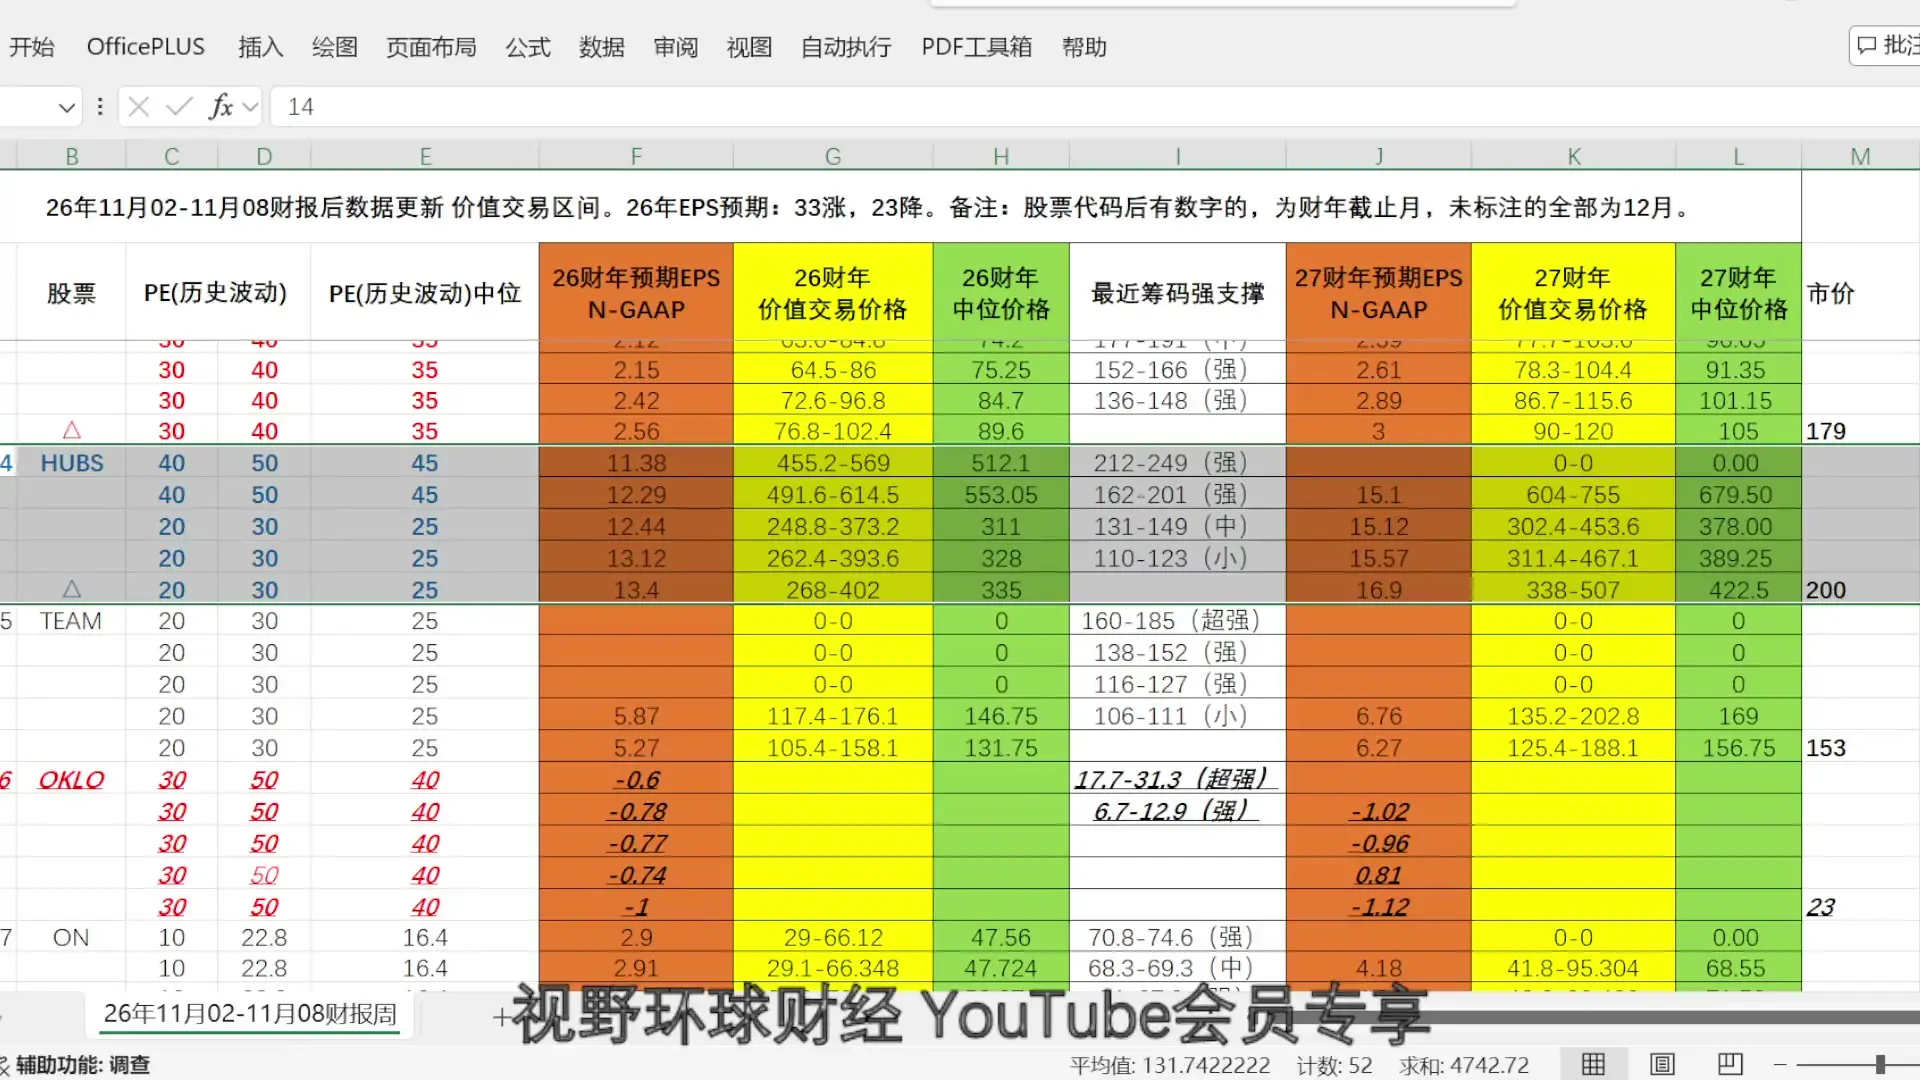 开始 OfficePLUS 插入 绘图 页面布局 公式 数据 审阅 视图 自动执行 PDF工具箱 帮助 批注
fx 14
B C D E F G H I J K L M
26年11月02-11月08财报后数据更新 价值交易区间。26年EPS预期：33涨，23降。备注：股票代码后有数字的，为财年截止月，未标注的全部为12月。
股票 PE(历史波动) PE(历史波动)中位 26财年预期EPS N-GAAP 26财年 价值交易价格 26财年 中位价格 最近筹码强支撑 27财年预期EPS N-GAAP 27财年 价值交易价格 27财年 中位价格 市价
30 40 35 2.15 64.5-86 75.25 152-166（强） 2.61 78.3-104.4 91.35
30 40 35 2.42 72.6-96.8 84.7 136-148（强） 2.89 86.7-115.6 101.15
△ 30 40 35 2.56 76.8-102.4 89.6 3 90-120 105 179
4 HUBS 40 50 45 11.38 455.2-569 512.1 212-249（强） 0-0 0.00
40 50 45 12.29 491.6-614.5 553.05 162-201（强） 15.1 604-755 679.50
20 30 25 12.44 248.8-373.2 311 131-149（中） 15.12 302.4-453.6 378.00
20 30 25 13.12 262.4-393.6 328 110-123（小） 15.57 311.4-467.1 389.25
△ 20 30 25 13.4 268-402 335 16.9 338-507 422.5 200
5 TEAM 20 30 25 0-0 0 160-185（超强） 0-0 0
20 30 25 0-0 0 138-152（强） 0-0 0
20 30 25 0-0 0 116-127（强） 0-0 0
20 30 25 5.87 117.4-176.1 146.75 106-111（小） 6.76 135.2-202.8 169
20 30 25 5.27 105.4-158.1 131.75 6.27 125.4-188.1 156.75 153
6 OKLO 30 50 40 -0.6 17.7-31.3（超强）
30 50 40 -0.78 6.7-12.9（强） -1.02
30 50 40 -0.77 -0.96
30 50 40 -0.74 0.81
30 50 40 -1 -1.12 23
7 ON 10 22.8 16.4 2.9 29-66.12 47.56 70.8-74.6（强） 0-0 0.00
10 22.8 16.4 2.91 29.1-66.348 47.724 68.3-69.3（中） 4.18 41.8-95.304 68.55
26年11月02-11月08财报周 +
视野环球财经 YouTube会员专享
辅助功能: 调查 平均值: 131.7422222 计数: 52 求和: 4742.72